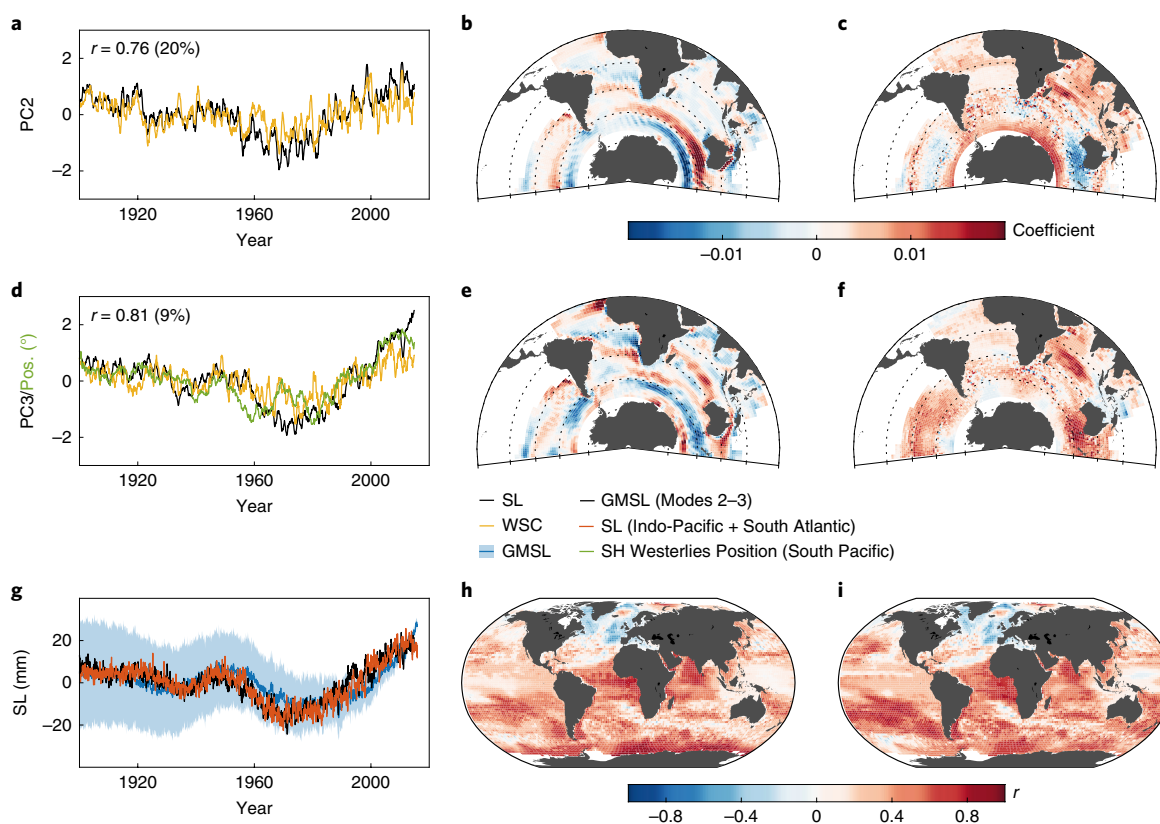 a
r = 0.76 (20%)
2
0
−2
PC2
1920
1960
2000
Year
b
c
−0.01
0
0.01
Coefficient
d
r = 0.81 (9%)
2
0
−2
PC3/Pos. (°)
1920
1960
2000
Year
e
f
SL
WSC
GMSL
GMSL (Modes 2–3)
SL (Indo-Pacific + South Atlantic)
SH Westerlies Position (South Pacific)
g
20
0
−20
SL (mm)
1920
1960
2000
Year
h
i
−0.8
−0.4
0
0.4
0.8
r